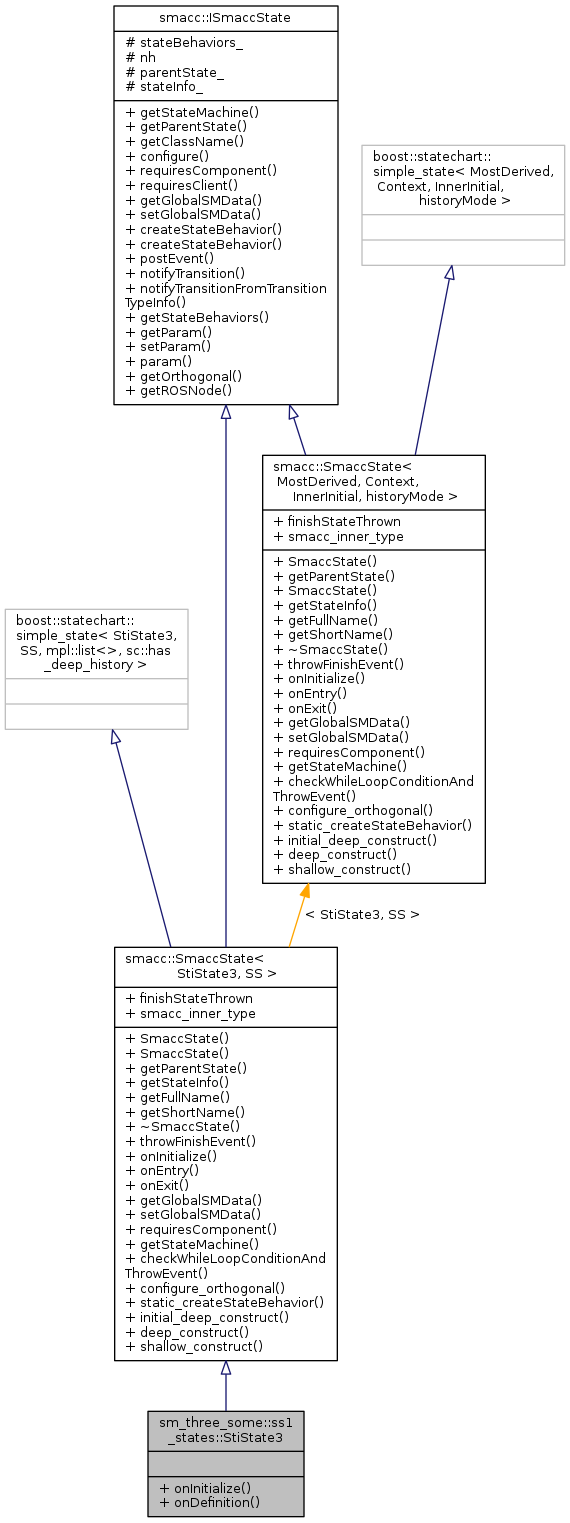 smacc::ISmaccState
# stateBehaviors_
# nh
# parentState_
# stateInfo_
+ getStateMachine()
+ getParentState()
+ getClassName()
+ configure()
+ requiresComponent()
+ requiresClient()
+ getGlobalSMData()
+ setGlobalSMData()
+ createStateBehavior()
+ createStateBehavior()
+ postEvent()
+ notifyTransition()
+ notifyTransitionFromTransition
TypeInfo()
+ getStateBehaviors()
+ getParam()
+ setParam()
+ param()
+ getOrthogonal()
+ getROSNode()
boost::statechart::
simple_state< MostDerived,
Context, InnerInitial,
historyMode >
smacc::SmaccState<
MostDerived, Context,
InnerInitial, historyMode >
+ finishStateThrown
+ smacc_inner_type
+ SmaccState()
+ getParentState()
+ SmaccState()
+ getStateInfo()
+ getFullName()
+ getShortName()
+ ~SmaccState()
+ throwFinishEvent()
+ onInitialize()
+ onEntry()
+ onExit()
+ getGlobalSMData()
+ setGlobalSMData()
+ requiresComponent()
+ getStateMachine()
+ checkWhileLoopConditionAnd
ThrowEvent()
+ configure_orthogonal()
+ static_createStateBehavior()
+ initial_deep_construct()
+ deep_construct()
+ shallow_construct()
boost::statechart::
simple_state< StiState3,
SS, mpl::list<>, sc::has
_deep_history >
< StiState3, SS >
smacc::SmaccState<
StiState3, SS >
+ finishStateThrown
+ smacc_inner_type
+ SmaccState()
+ SmaccState()
+ getParentState()
+ getStateInfo()
+ getFullName()
+ getShortName()
+ ~SmaccState()
+ throwFinishEvent()
+ onInitialize()
+ onEntry()
+ onExit()
+ getGlobalSMData()
+ setGlobalSMData()
+ requiresComponent()
+ getStateMachine()
+ checkWhileLoopConditionAnd
ThrowEvent()
+ configure_orthogonal()
+ static_createStateBehavior()
+ initial_deep_construct()
+ deep_construct()
+ shallow_construct()
sm_three_some::ss1
_states::StiState3
+ onInitialize()
+ onDefinition()